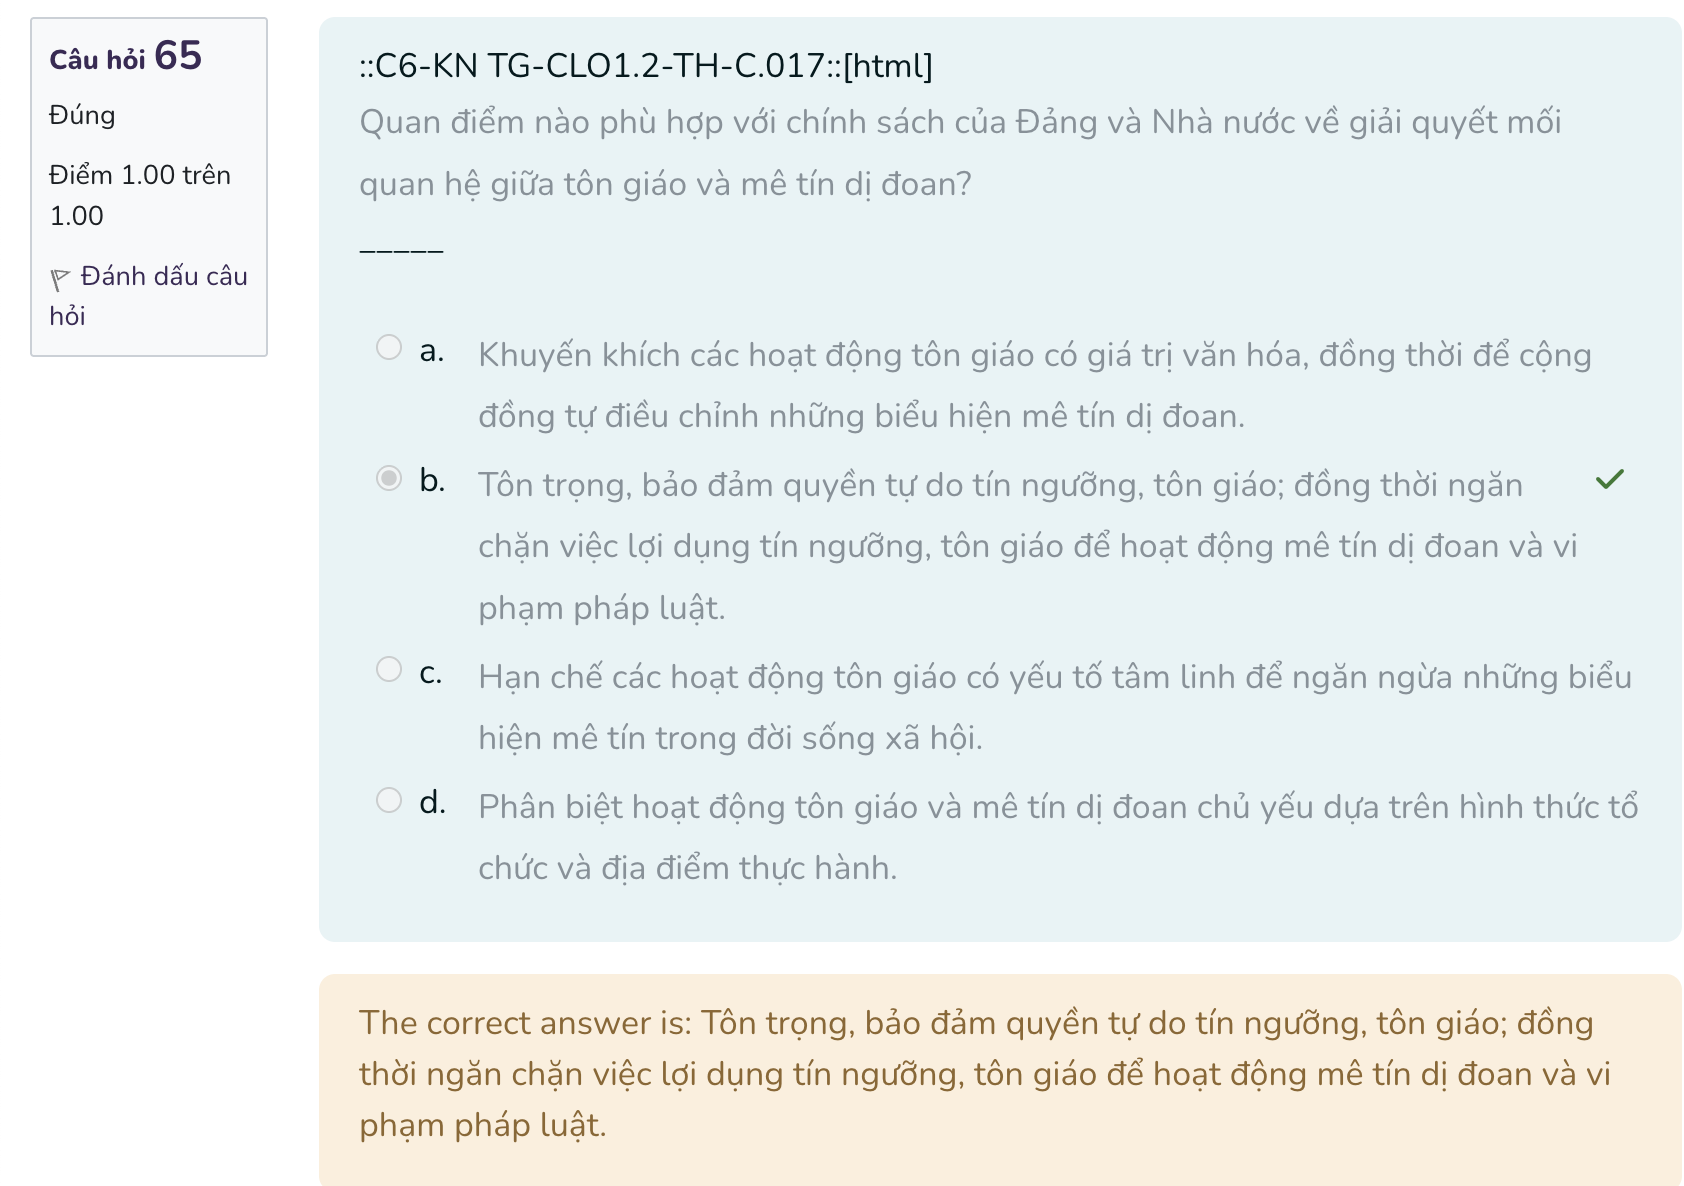 Câu hỏi 65
Đúng
Điểm 1.00 trên
1.00
Đánh dấu câu
hỏi
::C6-KN TG-CLO1.2-TH-C.017::[html]
Quan điểm nào phù hợp với chính sách của Đảng và Nhà nước về giải quyết mối
quan hệ giữa tôn giáo và mê tín dị đoan?
_____
a. Khuyến khích các hoạt động tôn giáo có giá trị văn hóa, đồng thời để cộng
đồng tự điều chỉnh những biểu hiện mê tín dị đoan.
b. Tôn trọng, bảo đảm quyền tự do tín ngưỡng, tôn giáo; đồng thời ngăn
chặn việc lợi dụng tín ngưỡng, tôn giáo để hoạt động mê tín dị đoan và vi
phạm pháp luật.
c. Hạn chế các hoạt động tôn giáo có yếu tố tâm linh để ngăn ngừa những biểu
hiện mê tín trong đời sống xã hội.
d. Phân biệt hoạt động tôn giáo và mê tín dị đoan chủ yếu dựa trên hình thức tổ
chức và địa điểm thực hành.
The correct answer is: Tôn trọng, bảo đảm quyền tự do tín ngưỡng, tôn giáo; đồng
thời ngăn chặn việc lợi dụng tín ngưỡng, tôn giáo để hoạt động mê tín dị đoan và vi
phạm pháp luật.